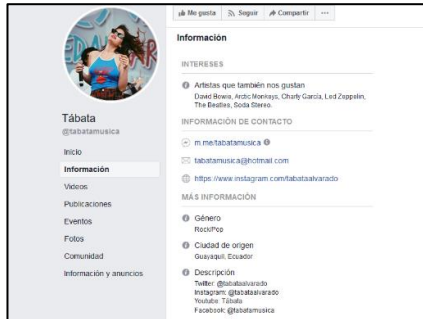 Me gusta Seguir Compartir ...
Información
INTERESES
Artistas que también nos gustan
David Bowie, Arctic Monkeys, Charly García, Led Zeppelin,
The Beatles, Soda Stereo.
INFORMACIÓN DE CONTACTO
m.me/tabatamusica
tabatamusica@hotmail.com
https://www.instagram.com/tabataalvarado
MÁS INFORMACIÓN
Género
Rock/Pop
Ciudad de origen
Guayaquil, Ecuador
Descripción
Twitter: @tabataalvarado
Instagram: @tabataalvarado
Youtube: Tábata
Facebook: @tabatamusica
Tábata
@tabatamusica
Inicio
Información
Videos
Publicaciones
Eventos
Fotos
Comunidad
Información y anuncios